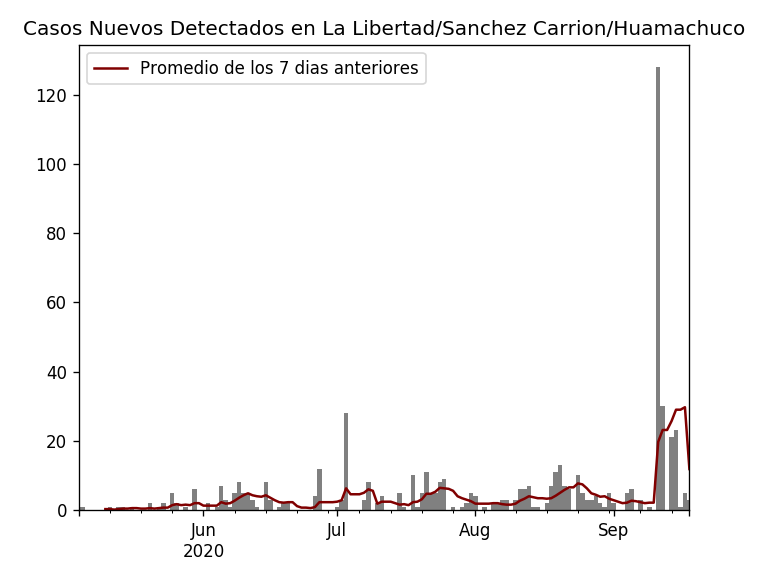 Casos Nuevos Detectados en La Libertad/Sanchez Carrion/Huamachuco
Promedio de los 7 dias anteriores
120
100
80
60
40
20
0
Jun
2020
Jul
Aug
Sep